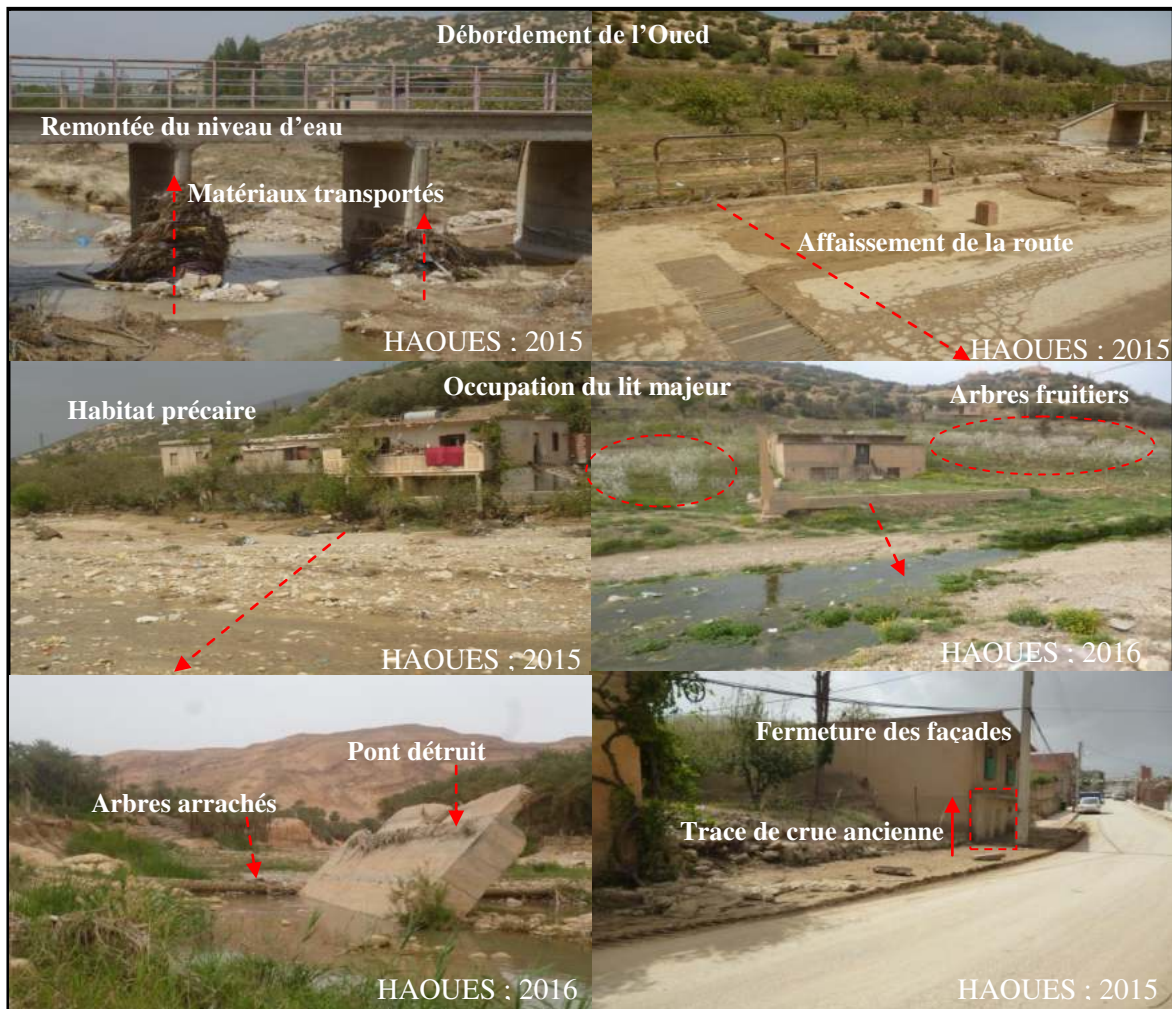 Débordement de l'Oued
Remontée du niveau d'eau
Matériaux transportés
HAOUES : 2015
Affaissement de la route
HAOUES : 2015
Occupation du lit majeur
Habitat précaire
HAOUES : 2015
Arbres fruitiers
HAOUES : 2016
Pont détruit
Arbres arrachés
HAOUES : 2016
Fermeture des façades
Trace de crue ancienne
HAOUES : 2015